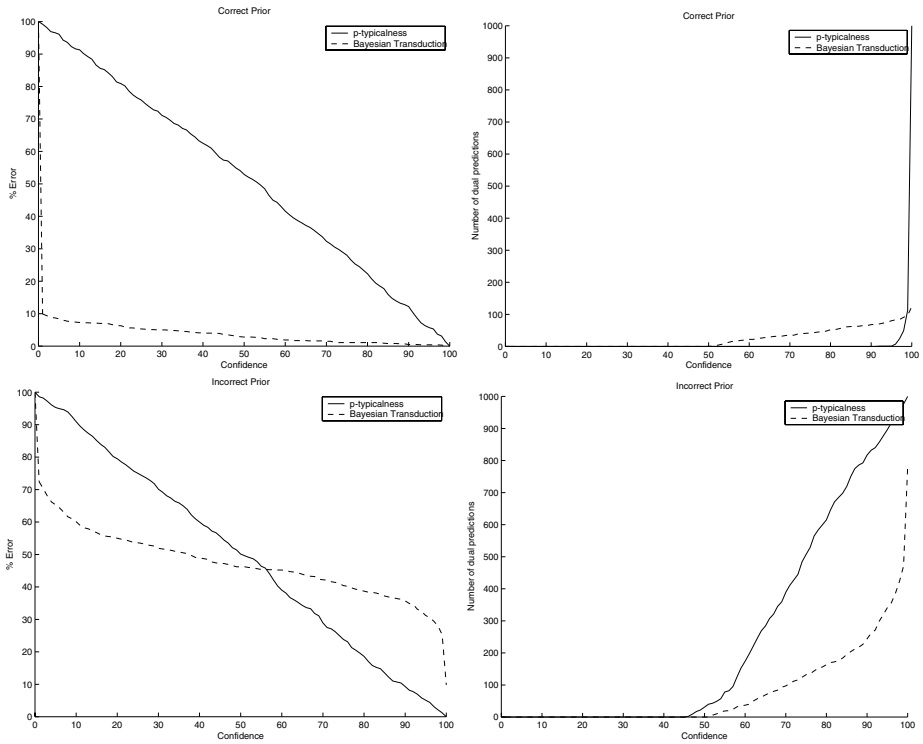 Correct Prior
p-typicalness
Bayesian Transduction
% Error
100
90
80
70
60
50
40
30
20
10
0
0 10 20 30 40 50 60 70 80 90 100
Confidence
Correct Prior
p-typicalness
Bayesian Transduction
Number of dual predictions
1000
900
800
700
600
500
400
300
200
100
0
0 10 20 30 40 50 60 70 80 90 100
Confidence
Incorrect Prior
p-typicalness
Bayesian Transduction
% Error
100
90
80
70
60
50
40
30
20
10
0
0 10 20 30 40 50 60 70 80 90 100
Confidence
Incorrect Prior
p-typicalness
Bayesian Transduction
Number of dual predictions
1000
900
800
700
600
500
400
300
200
100
0
0 10 20 30 40 50 60 70 80 90 100
Confidence